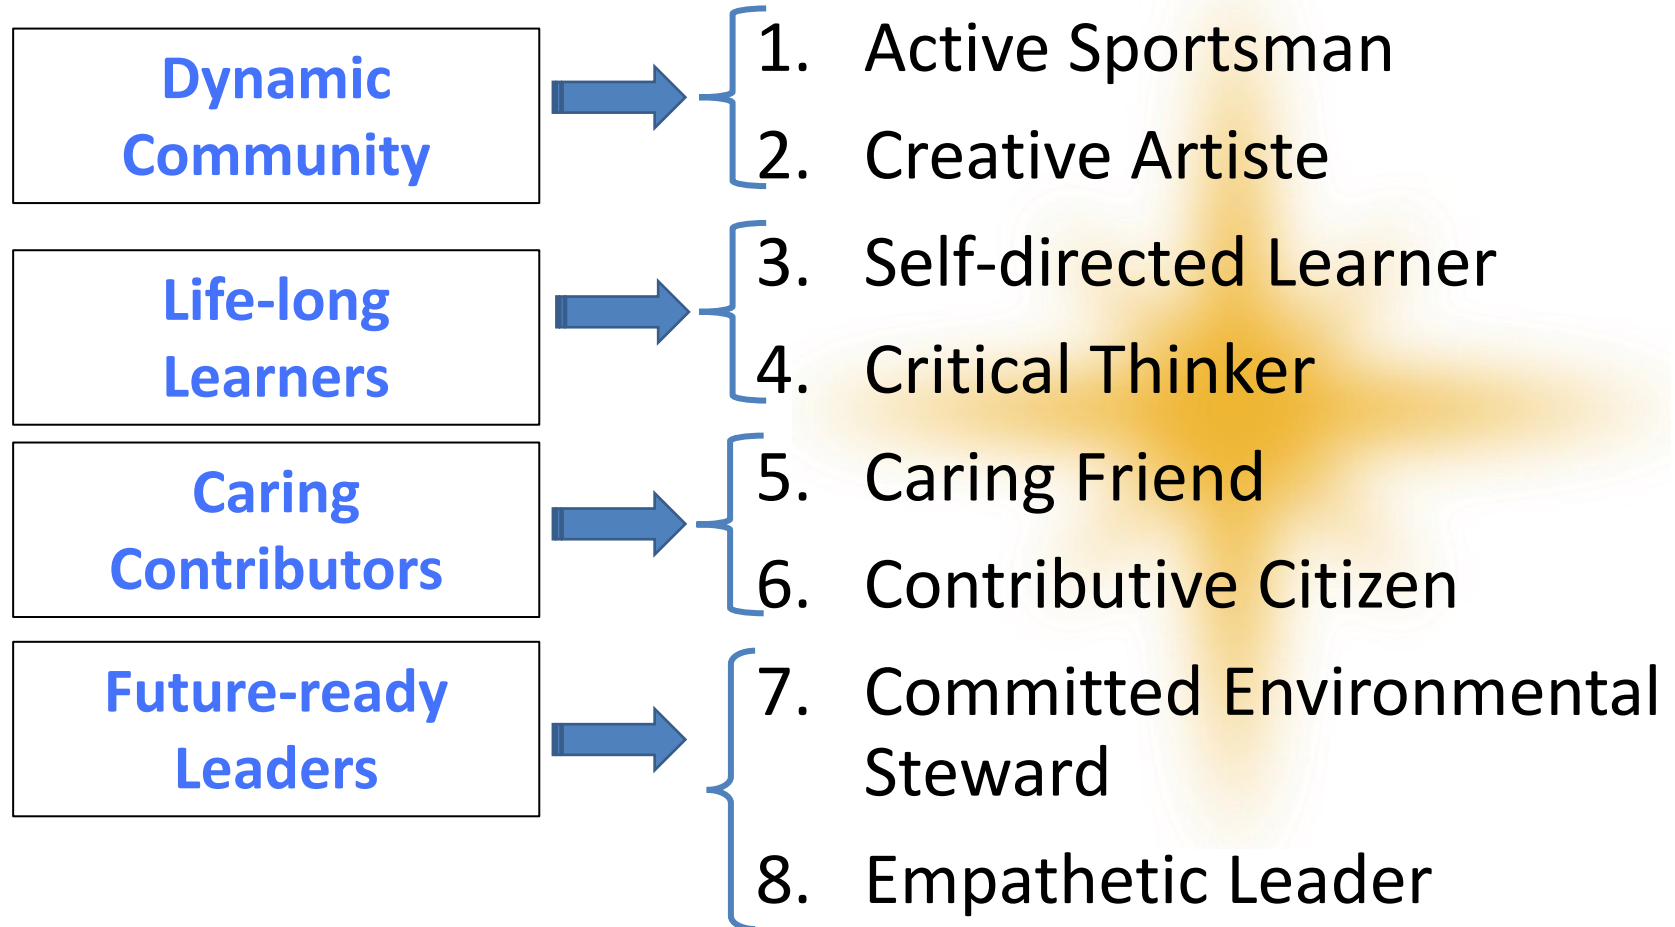 Dynamic
Community
1. Active Sportsman
2. Creative Artiste
Life-long
Learners
3. Self-directed Learner
4. Critical Thinker
Caring
Contributors
5. Caring Friend
6. Contributive Citizen
Future-ready
Leaders
7. Committed Environmental
Steward
8. Empathetic Leader